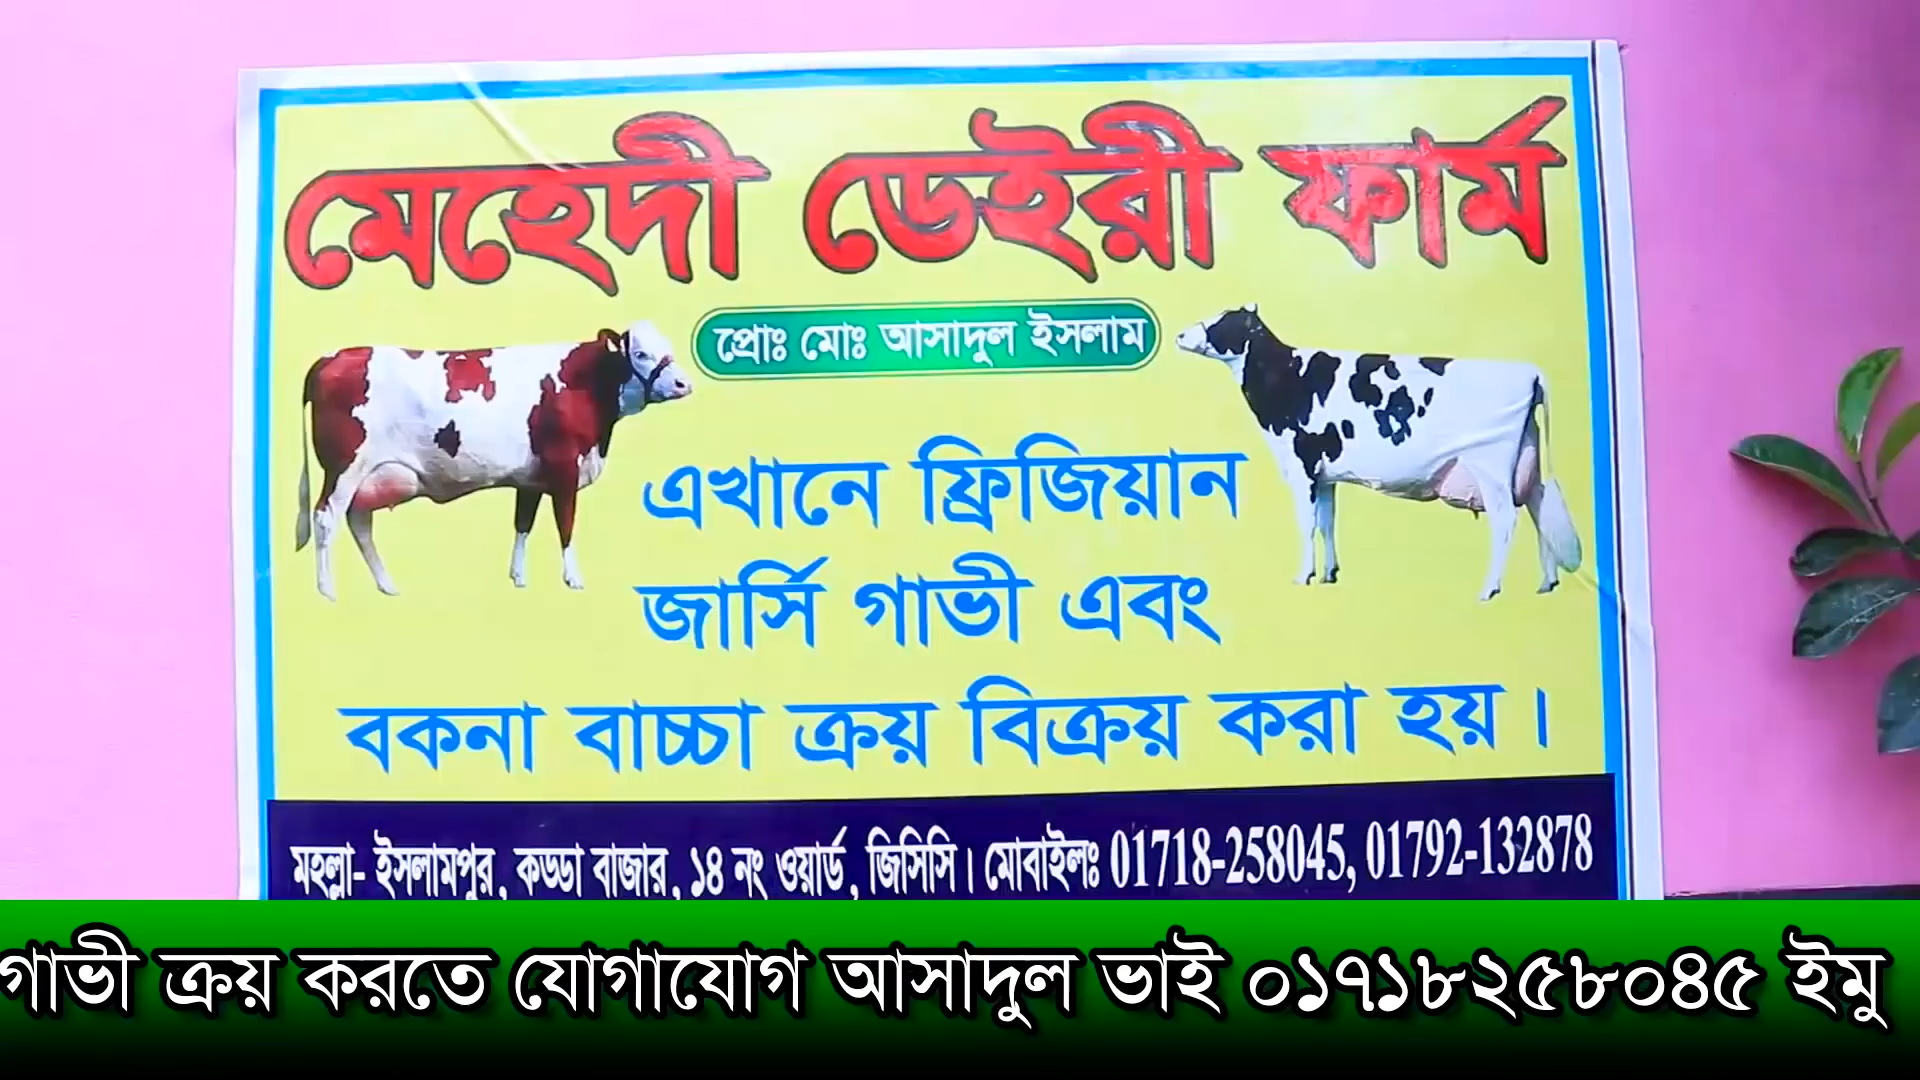 মেহেদী ডেইরী ফার্ম
প্রোঃ মোঃ আসাদুল ইসলাম
এখানে ফ্রিজিয়ান
জার্সি গাভী এবং
বকনা বাচ্চা ক্রয় বিক্রয় করা হয়।
মহল্লা- ইসলামপুর, কড্ডা বাজার, ১৪ নং ওয়ার্ড, জিসিসি। মোবাইলঃ 01718-258045, 01792-132878
গাভী ক্রয় করতে যোগাযোগ আসাদুল ভাই ০১৭১৮২৫৮০৪৫ ইমু